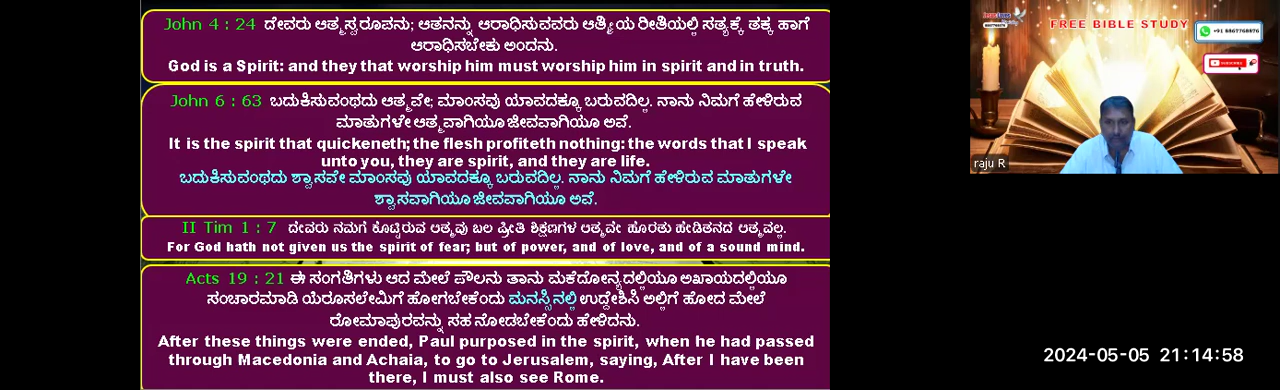 John 4 : 24 ದೇವರು ಆತ್ಮಸ್ವರೂಪನು; ಆತನನ್ನು ಆರಾಧಿಸುವವರು ಆತ್ಮೀಯ ರೀತಿಯಲ್ಲಿ ಸತ್ಯಕ್ಕೆ ತಕ್ಕ ಹಾಗೆ
ಆರಾಧಿಸಬೇಕು ಅಂದನು.
God is a Spirit: and they that worship him must worship him in spirit and in truth.
John 6 : 63 ಬದುಕಿಸುವಂಥದು ಆತ್ಮವೇ; ಮಾಂಸವು ಯಾವದಕ್ಕೂ ಬರುವದಿಲ್ಲ. ನಾನು ನಿಮಗೆ ಹೇಳಿರುವ
ಮಾತುಗಳೇ ಆತ್ಮವಾಗಿಯೂ ಜೀವವಾಗಿಯೂ ಅವೆ.
It is the spirit that quickeneth; the flesh profiteth nothing: the words that I speak
unto you, they are spirit, and they are life.
ಬದುಕಿಸುವಂಥದು ಶ್ವಾಸವೇ ಮಾಂಸವು ಯಾವದಕ್ಕೂ ಬರುವದಿಲ್ಲ. ನಾನು ನಿಮಗೆ ಹೇಳಿರುವ ಮಾತುಗಳೇ
ಶ್ವಾಸವಾಗಿಯೂ ಜೀವವಾಗಿಯೂ ಅವೆ.
II Tim 1 : 7 ದೇವರು ನಮಗೆ ಕೊಟ್ಟಿರುವ ಆತ್ಮವು ಬಲ ಪ್ರೀತಿ ಶಿಕ್ಷಣಗಳ ಆತ್ಮವೇ ಹೊರತು ಹೇಡಿತನದ ಆತ್ಮವಲ್ಲ.
For God hath not given us the spirit of fear; but of power, and of love, and of a sound mind.
Acts 19 : 21 ಈ ಸಂಗತಿಗಳು ಆದ ಮೇಲೆ ಪೌಲನು ತಾನು ಮಕೆದೋನ್ಯದಲ್ಲಿಯೂ ಅಖಾಯದಲ್ಲಿಯೂ
ಸಂಚಾರಮಾಡಿ ಯೆರೂಸಲೇಮಿಗೆ ಹೋಗಬೇಕೆಂದು ಮನಸ್ಸಿನಲ್ಲಿ ಉದ್ದೇಶಿಸಿ ಅಲ್ಲಿಗೆ ಹೋದ ಮೇಲೆ
ರೋಮಾಪುರವನ್ನು ಸಹ ನೋಡಬೇಕೆಂದು ಹೇಳಿದನು.
After these things were ended, Paul purposed in the spirit, when he had passed
through Macedonia and Achaia, to go to Jerusalem, saying, After I have been
there, I must also see Rome.
FREE BIBLE STUDY
+91 8867768876
SUBSCRIBE
raju R
2024-05-05 21:14:58